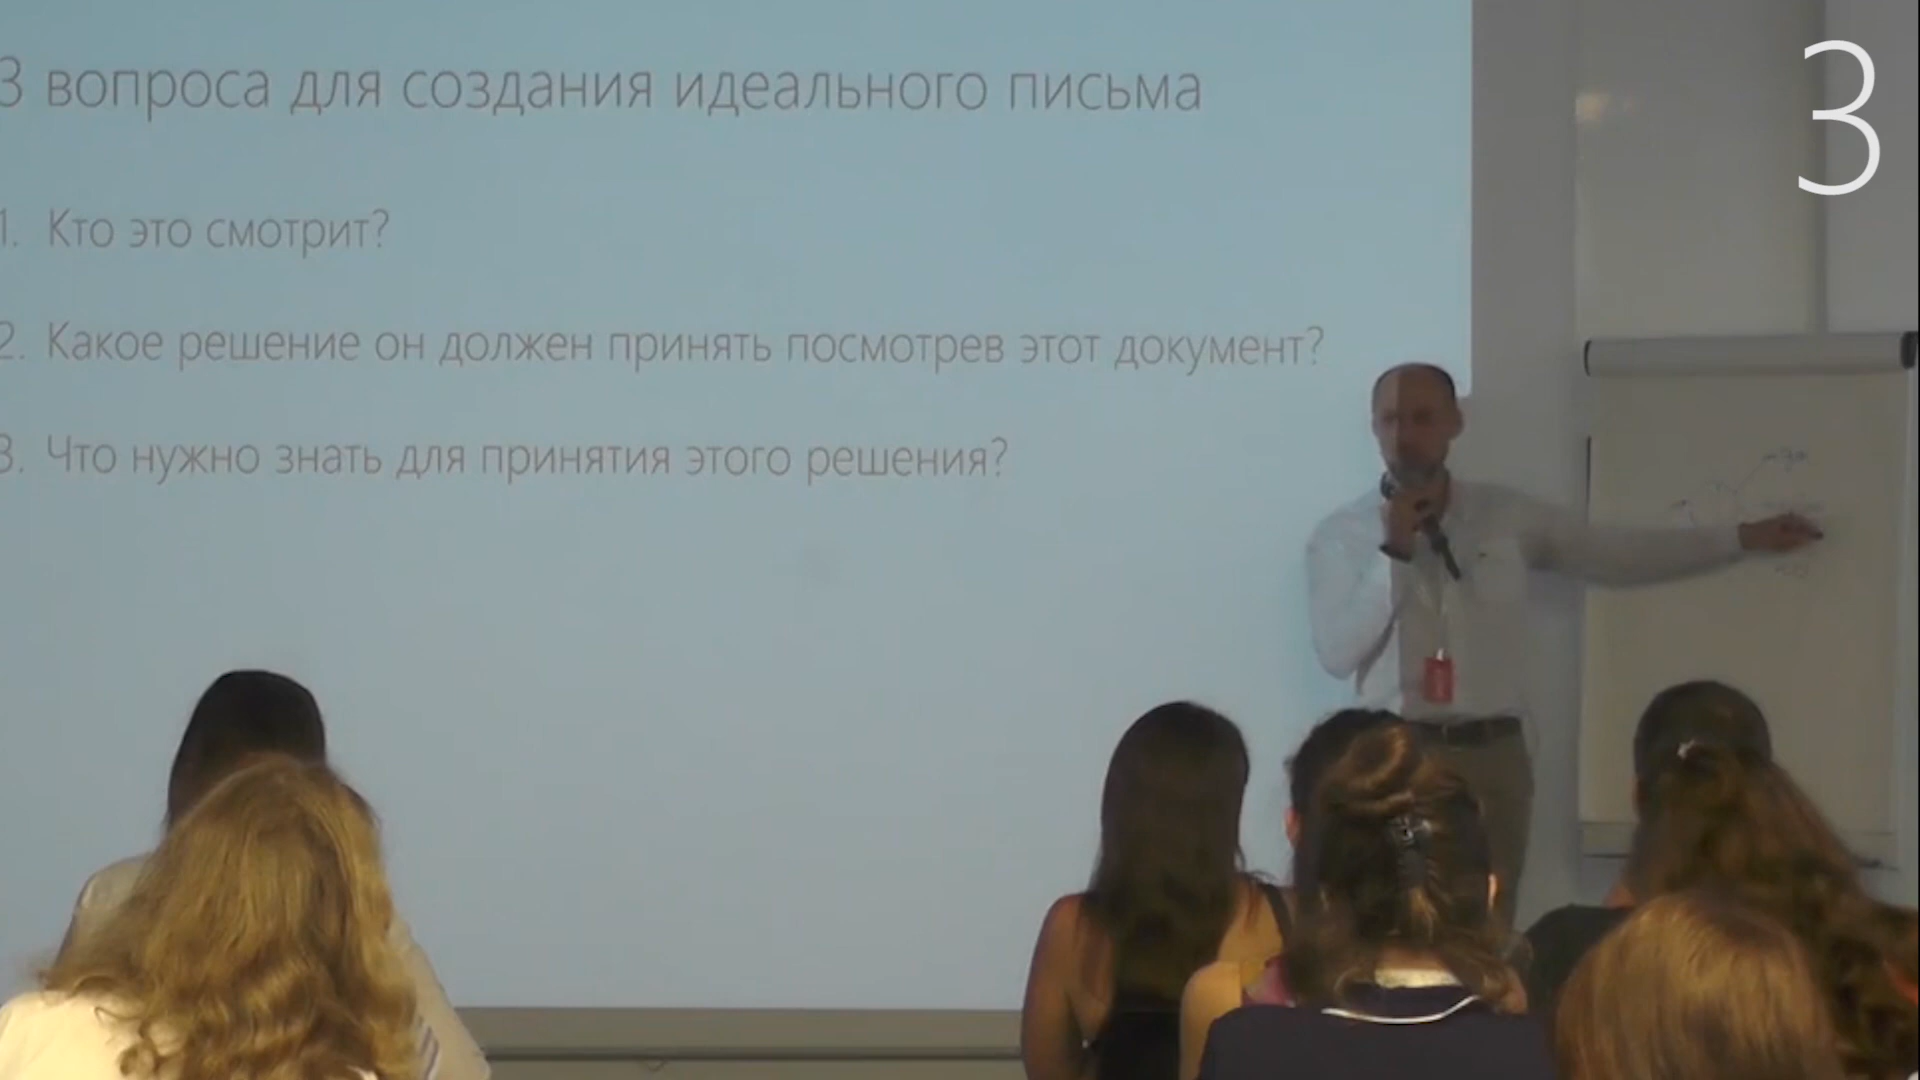 3 вопроса для создания идеального письма
3
1. Кто это смотрит?
2. Какое решение он должен принять посмотрев этот документ?
3. Что нужно знать для принятия этого решения?